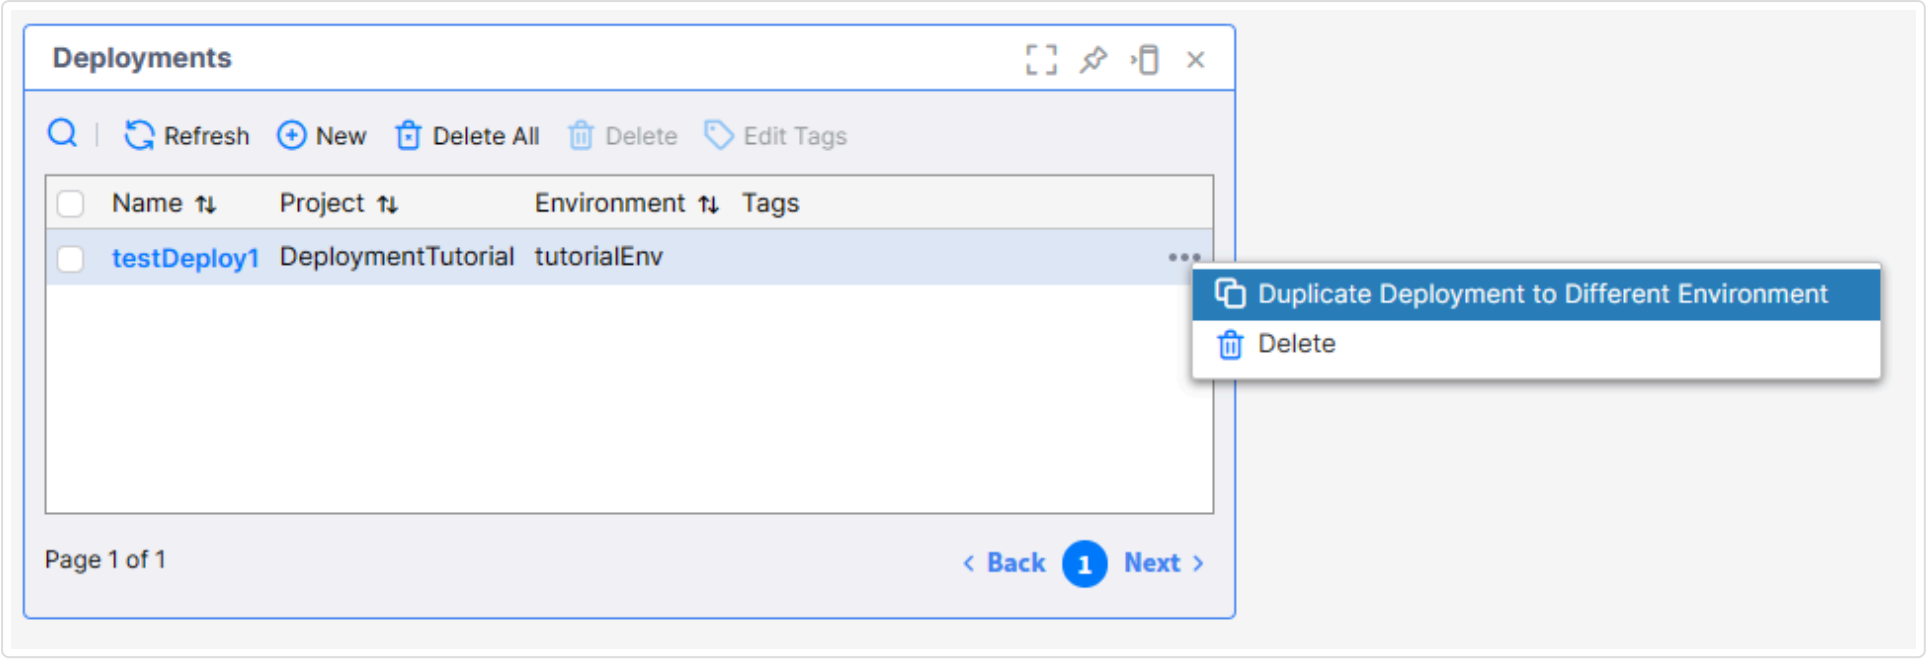 Deployments
Refresh New Delete All Delete Edit Tags
Name Project Environment Tags
testDeploy1 DeploymentTutorial tutorialEnv
Duplicate Deployment to Different Environment
Delete
Page 1 of 1
Back 1 Next